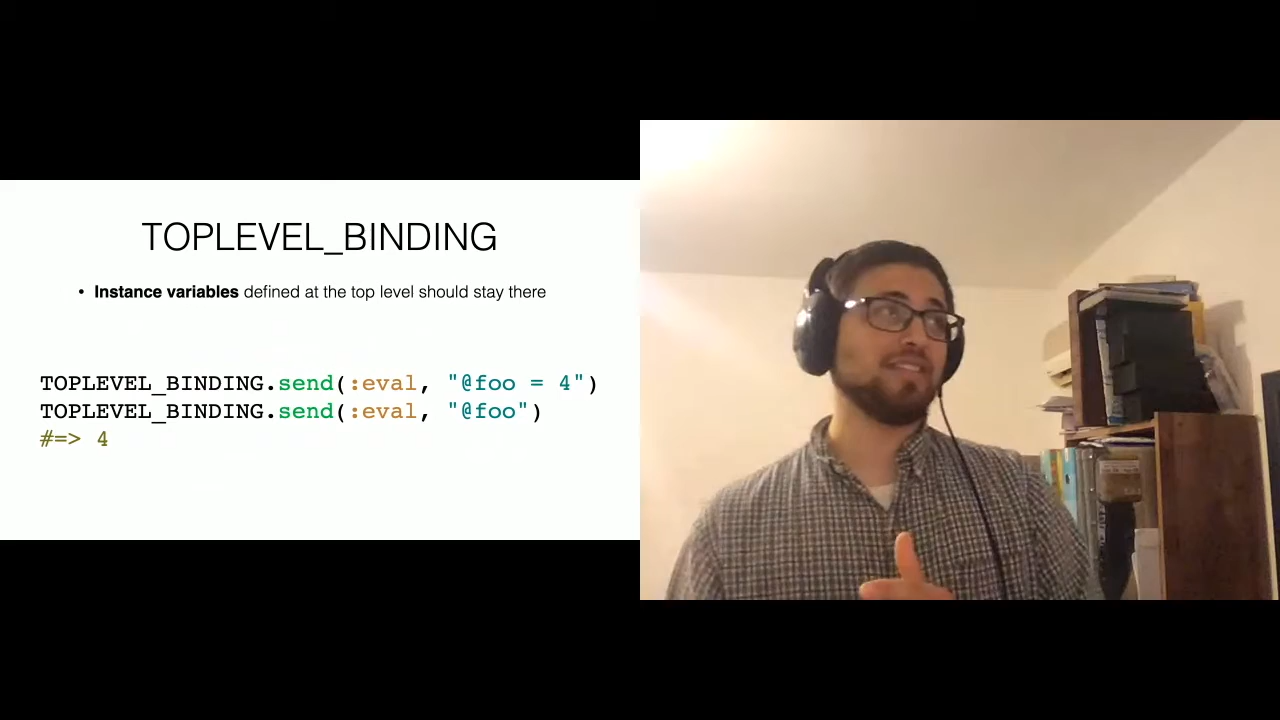 TOPLEVEL_BINDING
• Instance variables defined at the top level should stay there
TOPLEVEL_BINDING.send(:eval, "@foo = 4")
TOPLEVEL_BINDING.send(:eval, "@foo")
#=> 4